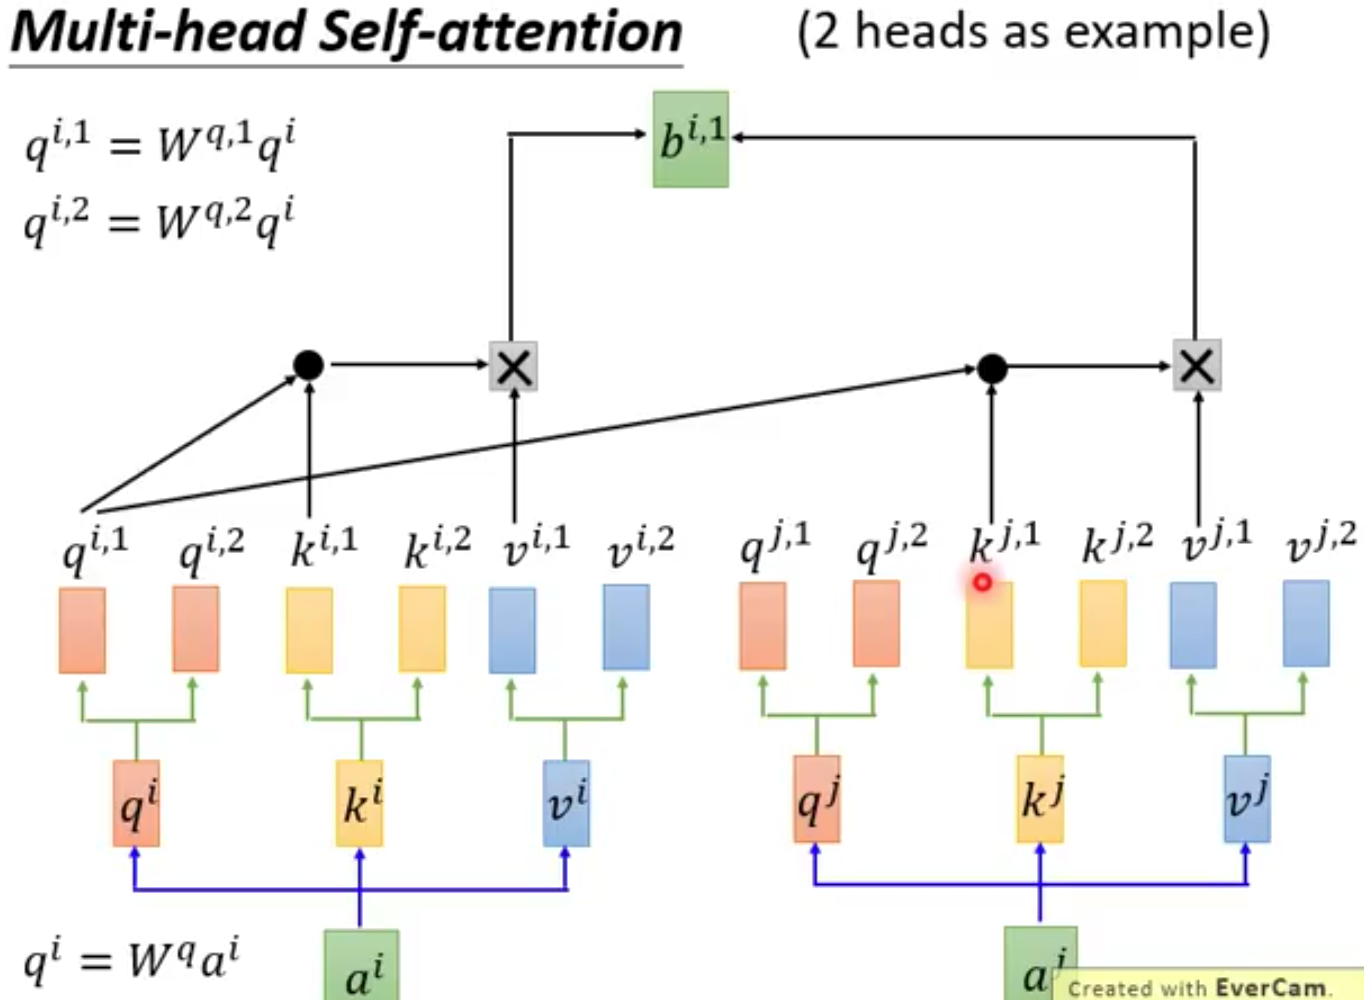 Multi-head Self-attention (2 heads as example)
q^{i,1} = W^{q,1}q^i
q^{i,2} = W^{q,2}q^i
b^{i,1}
q^{i,1} q^{i,2} k^{i,1} k^{i,2} v^{i,1} v^{i,2} q^{j,1} q^{j,2} k^{j,1} k^{j,2} v^{j,1} v^{j,2}
q^i k^i v^i q^j k^j v^j
q^i = W^q a^i
a^i a^j
Created with EverCam.